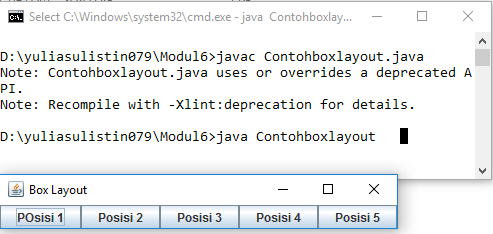 Select C:\Windows\system32\cmd.exe - java Contohboxlay...
D:\yuliasulistin079\Modul6>javac Contohboxlayout.java
Note: Contohboxlayout.java uses or overrides a deprecated A
PI.
Note: Recompile with -Xlint:deprecation for details.
D:\yuliasulistin079\Modul6>java Contohboxlayout
Box Layout
POsisi 1 Posisi 2 Posisi 3 Posisi 4 Posisi 5